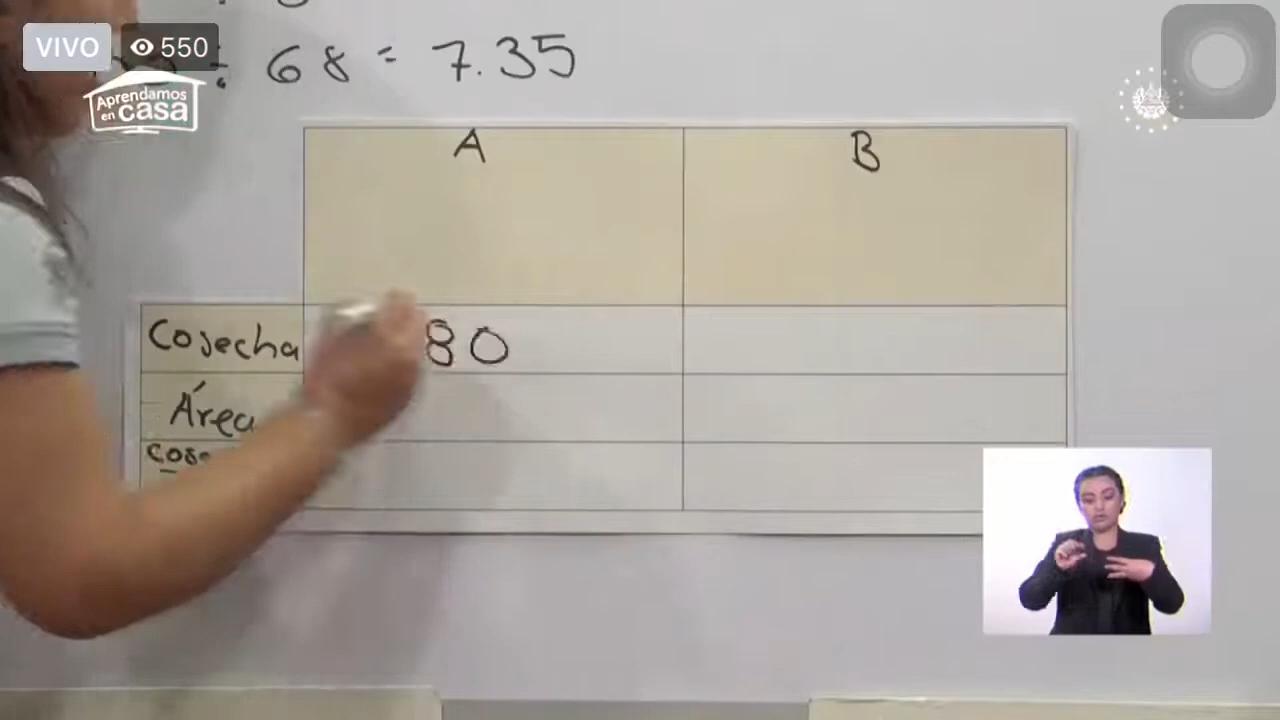 VIVO 550
÷ 68 = 7.35
Aprendamos
en casa
A B
Cosecha 80
Área